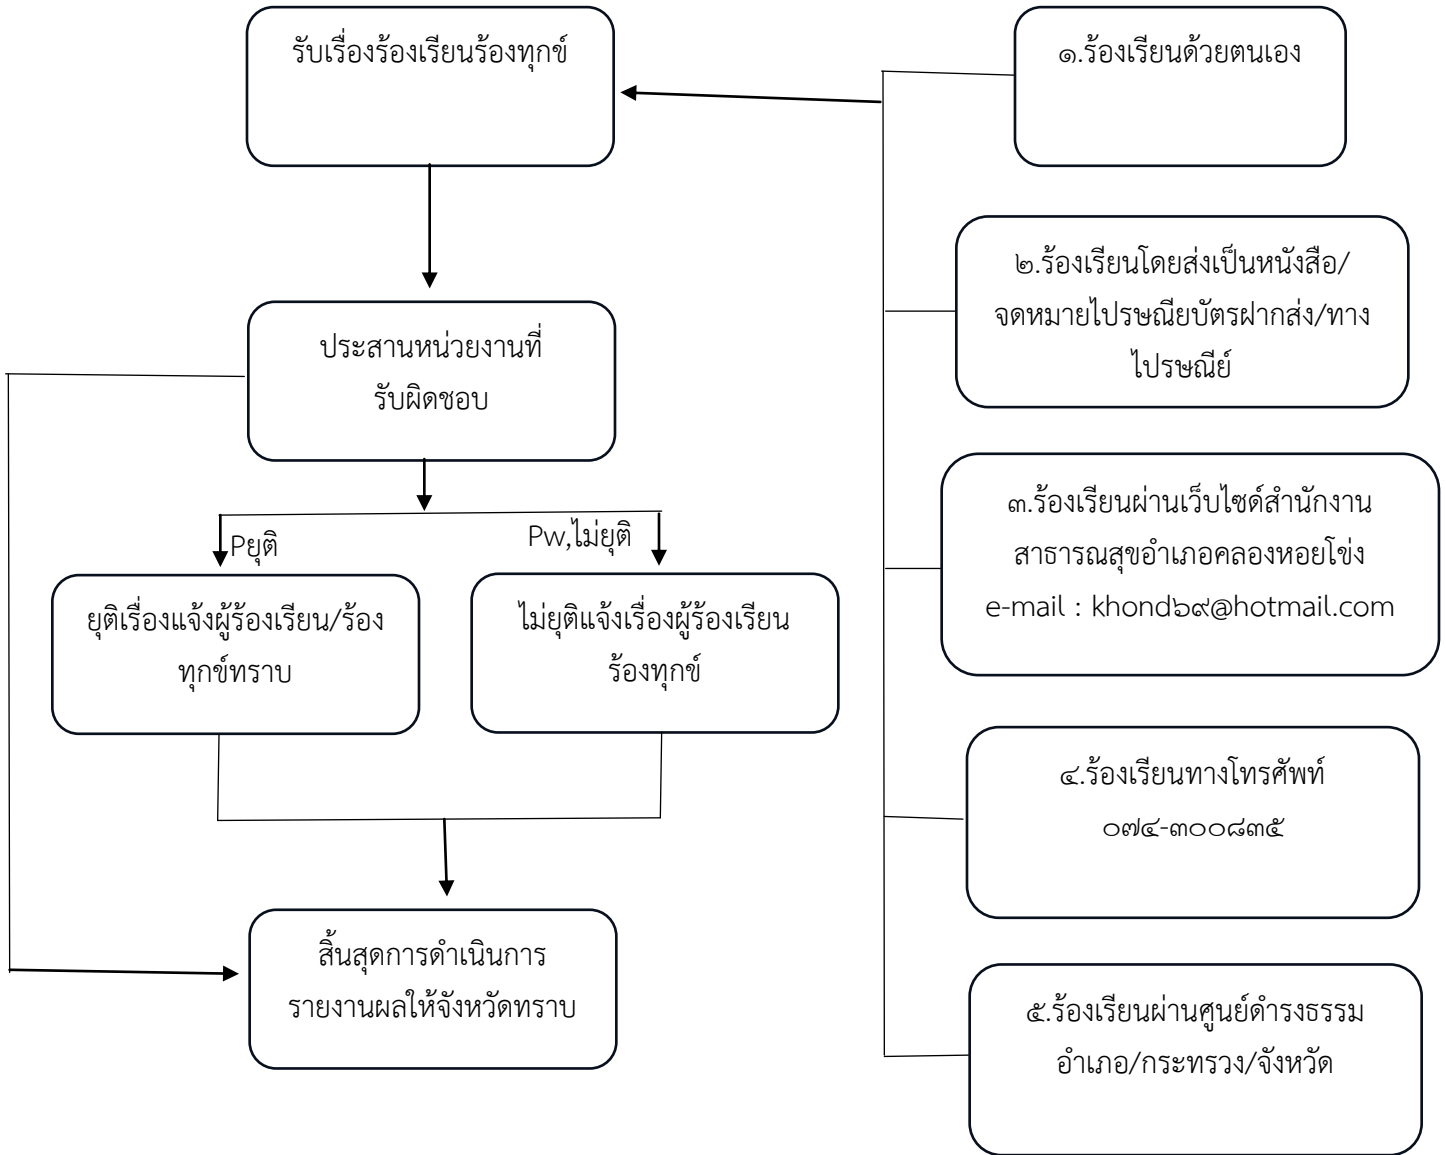 รับเรื่องร้องเรียนร้องทุกข์
ประสานหน่วยงานที่
รับผิดชอบ
Pยุติ
Pw,ไม่ยุติ
ยุติเรื่องแจ้งผู้ร้องเรียน/ร้อง
ทุกข์ทราบ
ไม่ยุติแจ้งเรื่องผู้ร้องเรียน
ร้องทุกข์
สิ้นสุดการดำเนินการ
รายงานผลให้จังหวัดทราบ
๑.ร้องเรียนด้วยตนเอง
๒.ร้องเรียนโดยส่งเป็นหนังสือ/
จดหมายไปรษณียบัตรฝากส่ง/ทาง
ไปรษณีย์
๓.ร้องเรียนผ่านเว็บไซด์สำนักงาน
สาธารณสุขอำเภอคลองหอยโข่ง
e-mail : khond๖๙@hotmail.com
๔.ร้องเรียนทางโทรศัพท์
๐๗๔-๓๐๐๘๓๕
๕.ร้องเรียนผ่านศูนย์ดำรงธรรม
อำเภอ/กระทรวง/จังหวัด